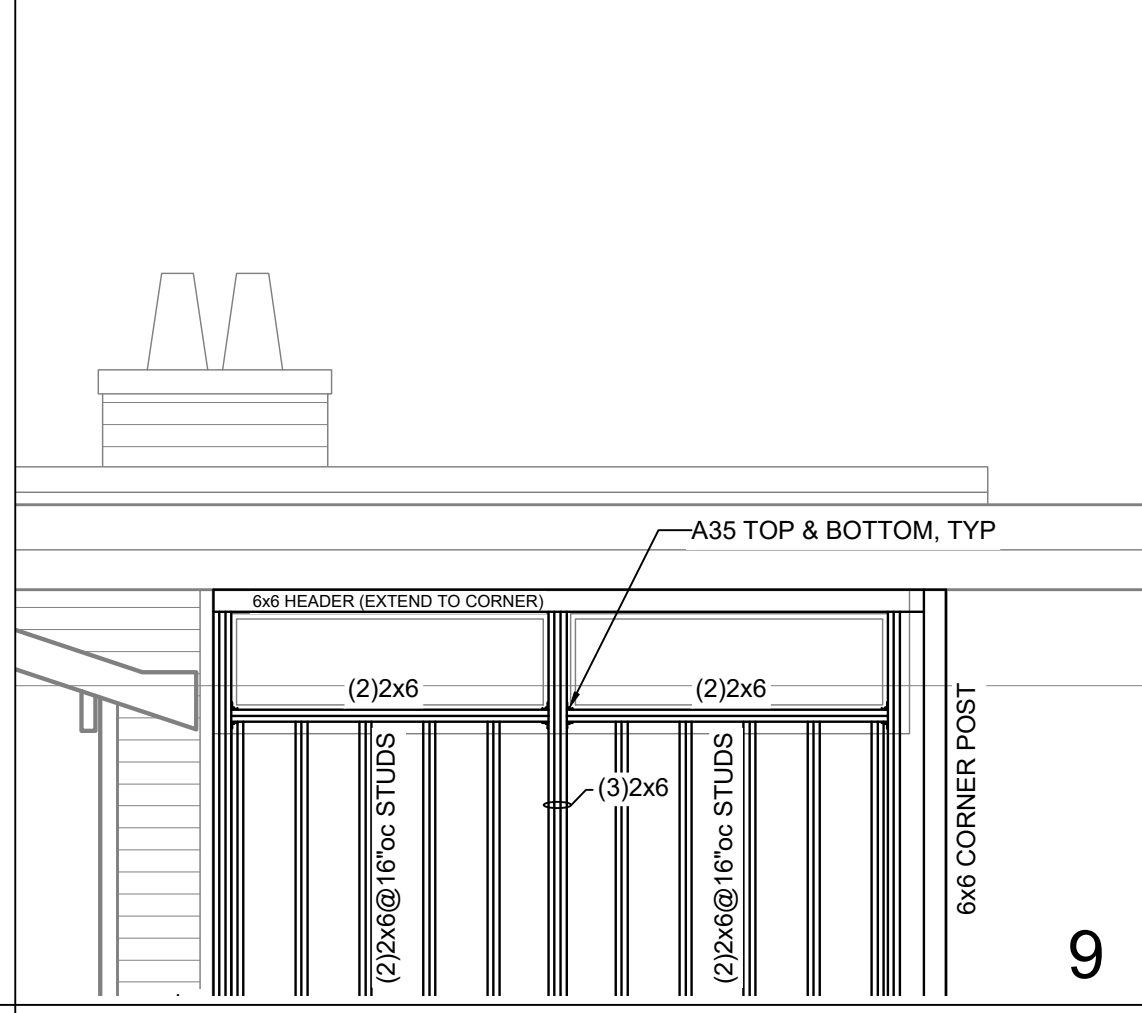 A35 TOP & BOTTOM, TYP
6x6 HEADER (EXTEND TO CORNER)
(2)2x6
(2)2x6
(3)2x6
(2)2x6@16"oc STUDS
(2)2x6@16"oc STUDS
6x6 CORNER POST
9